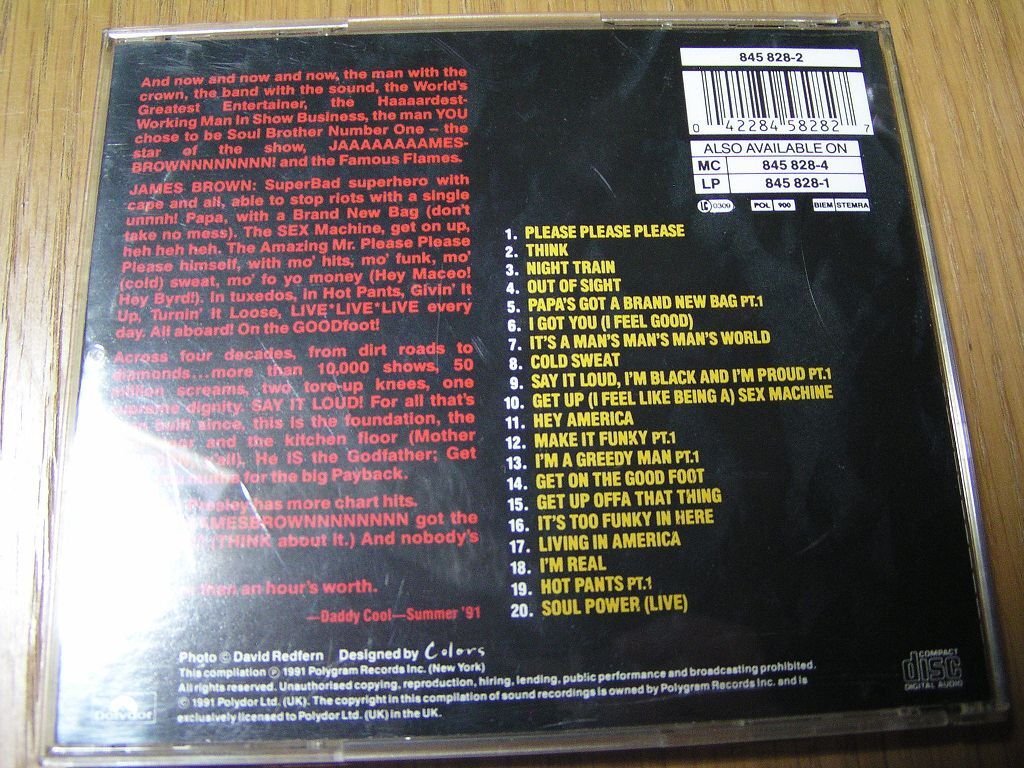 And now and now and now, the man with the
crown, the band with the sound, the World's
Greatest Entertainer, the Haaaardest-
Working Man In Show Business, the man YOU
chose to be Soul Brother Number One – the
star of the show, JAAAAAAAAMES-
BROWNNNNNNNN! and the Famous Flames.
JAMES BROWN: SuperBad superhero with
cape and all, able to stop riots with a single
unnnh! Papa, with a Brand New Bag (don't
take no mess). The SEX Machine, get on up,
heh heh heh. The Amazing Mr. Please Please
Please himself, with mo' hits, mo' funk, mo'
(cold) sweat, mo' fo yo money (Hey Maceo!
Hey Byrd!). In tuxedos, in Hot Pants, Givin' It
Up, Turnin' It Loose, LIVE*LIVE*LIVE every
day. All aboard! On the GOODfoot!
Across four decades, from dirt roads to
diamonds...more than 10,000 shows, 50
million screams, two tore-up knees, one
supreme dignity. SAY IT LOUD! For all that's
built since, this is the foundation, the
and the kitchen floor (Mother
He IS the Godfather; Get
for the big Payback.
has more chart hits.
JAMESBROWNNNNNNNNN got the
(THINK about it.) And nobody's
than an hour's worth.
—Daddy Cool—Summer '91
845 828-2
0 42284 58282 7
ALSO AVAILABLE ON
MC 845 828-4
LP 845 828-1
LC 0309 POL 900 BIEM STEMRA
1. PLEASE PLEASE PLEASE
2. THINK
3. NIGHT TRAIN
4. OUT OF SIGHT
5. PAPA'S GOT A BRAND NEW BAG PT.1
6. I GOT YOU (I FEEL GOOD)
7. IT'S A MAN'S MAN'S MAN'S WORLD
8. COLD SWEAT
9. SAY IT LOUD, I'M BLACK AND I'M PROUD PT.1
10. GET UP (I FEEL LIKE BEING A) SEX MACHINE
11. HEY AMERICA
12. MAKE IT FUNKY PT.1
13. I'M A GREEDY MAN PT.1
14. GET ON THE GOOD FOOT
15. GET UP OFFA THAT THING
16. IT'S TOO FUNKY IN HERE
17. LIVING IN AMERICA
18. I'M REAL
19. HOT PANTS PT.1
20. SOUL POWER (LIVE)
Photo © David Redfern Designed by Colors
This compilation ℗ 1991 Polygram Records Inc. (New York)
All rights reserved. Unauthorised copying, reproduction, hiring, lending, public performance and broadcasting prohibited.
© 1991 Polydor Ltd. (UK). The copyright in this compilation of sound recordings is owned by Polygram Records Inc. and is
exclusively licensed to Polydor Ltd. (UK) in the UK.
polydor
COMPACT
disc
DIGITAL AUDIO